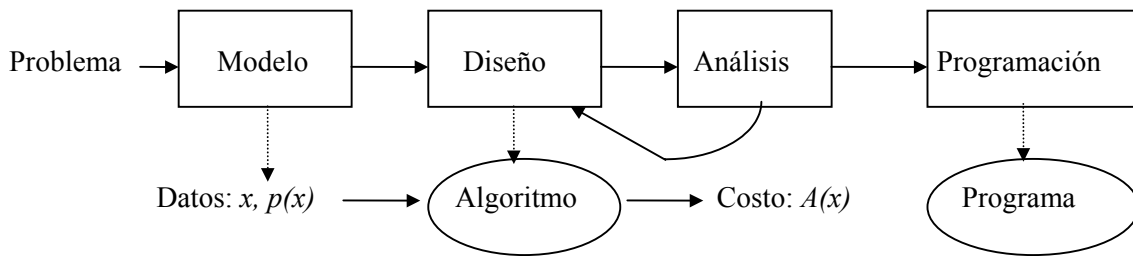 Problema Modelo Diseño Análisis Programación
Datos: x, p(x) Algoritmo Costo: A(x) Programa